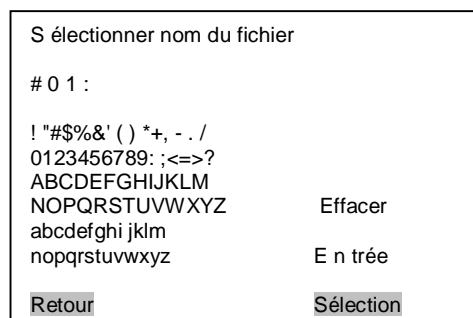 S électionner nom du fichier
# 0 1 :
! "#$%&' ( ) *+, - . /
0123456789: ;<=>?
ABCDEFGHIJKLM
NOPQRSTUVWXYZ Effacer
abcdefghi jklm
nopqrstuvwxyz E n trée
Retour Sélection